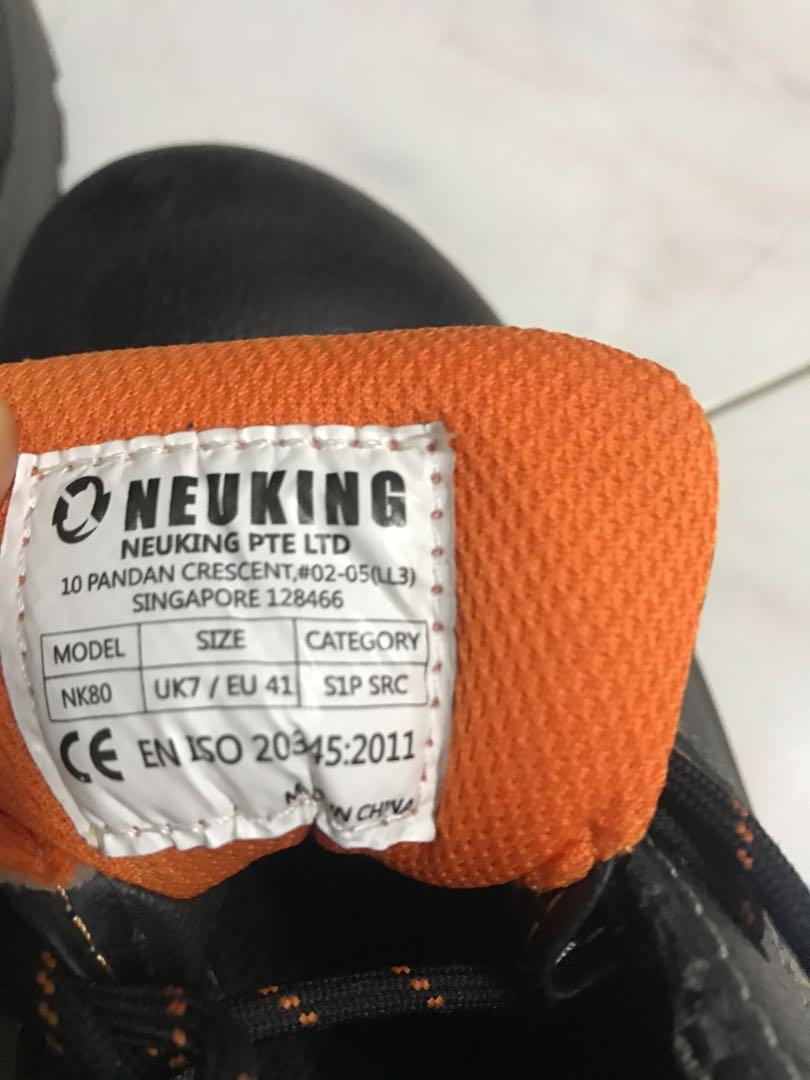 NEUKING
NEUKING PTE LTD
10 PANDAN CRESCENT,#02-05(LL3)
SINGAPORE 128466
MODEL SIZE CATEGORY
NK80 UK7 / EU 41 S1P SRC
CE EN ISO 20345:2011
CHINA